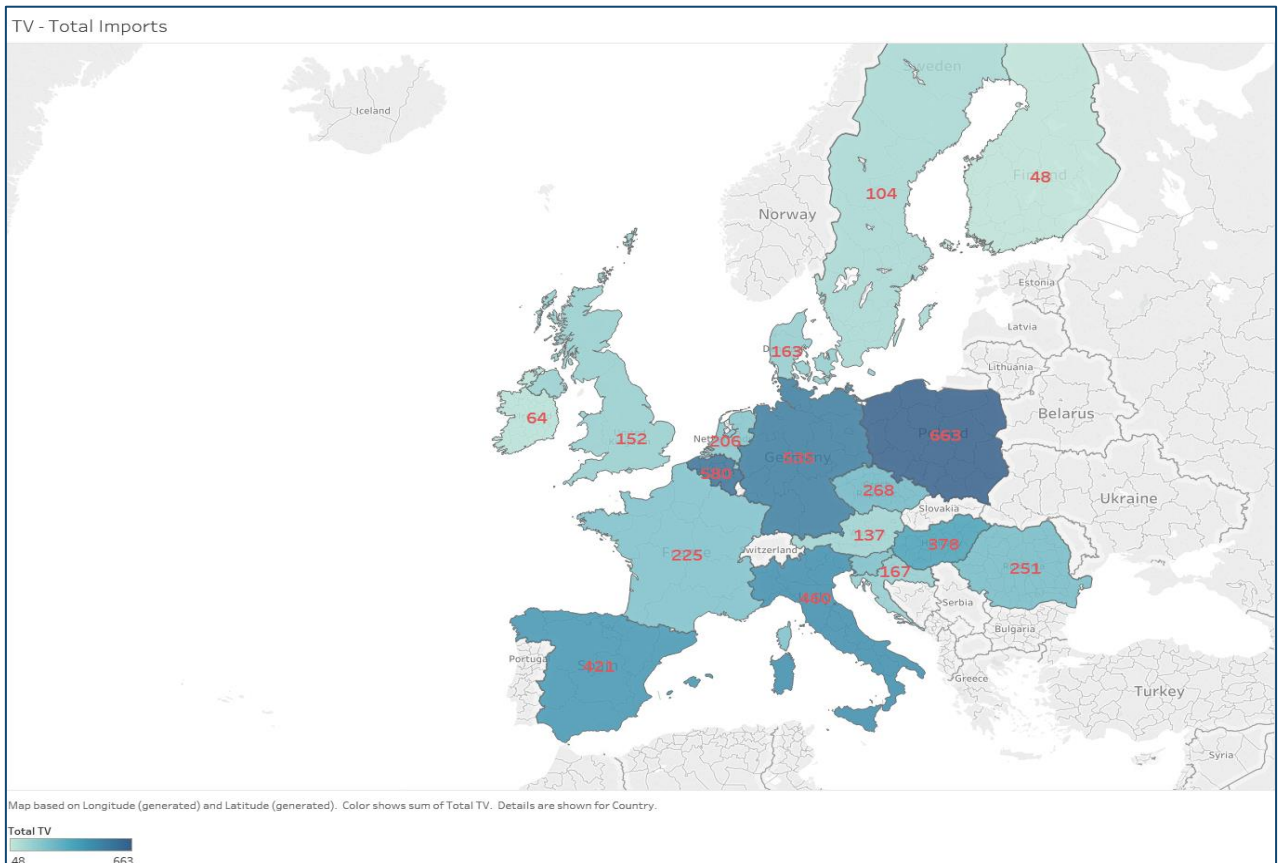 TV - Total Imports
Iceland
Sweden
Finland
48
104
Norway
Estonia
Latvia
Lithuania
163
Belarus
64
152
206
663
Germany
580
268
Ukraine
Slovakia
137
378
Switzerland
225
167
251
Serbia
Bulgaria
Portuga
421
Greece
Turkey
Syria
Map based on Longitude (generated) and Latitude (generated). Color shows sum of Total TV. Details are shown for Country.
Total TV
48 663